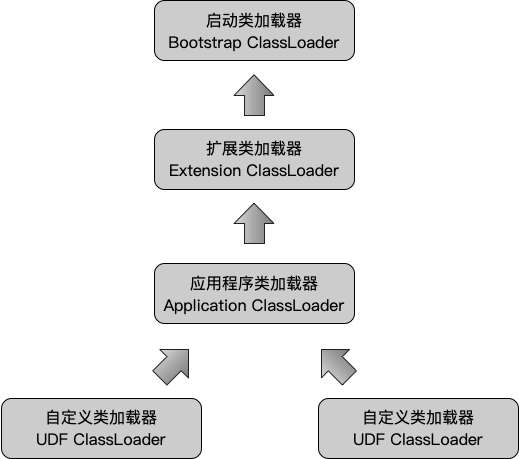 启动类加载器
Bootstrap ClassLoader
扩展类加载器
Extension ClassLoader
应用程序类加载器
Application ClassLoader
自定义类加载器
UDF ClassLoader
自定义类加载器
UDF ClassLoader